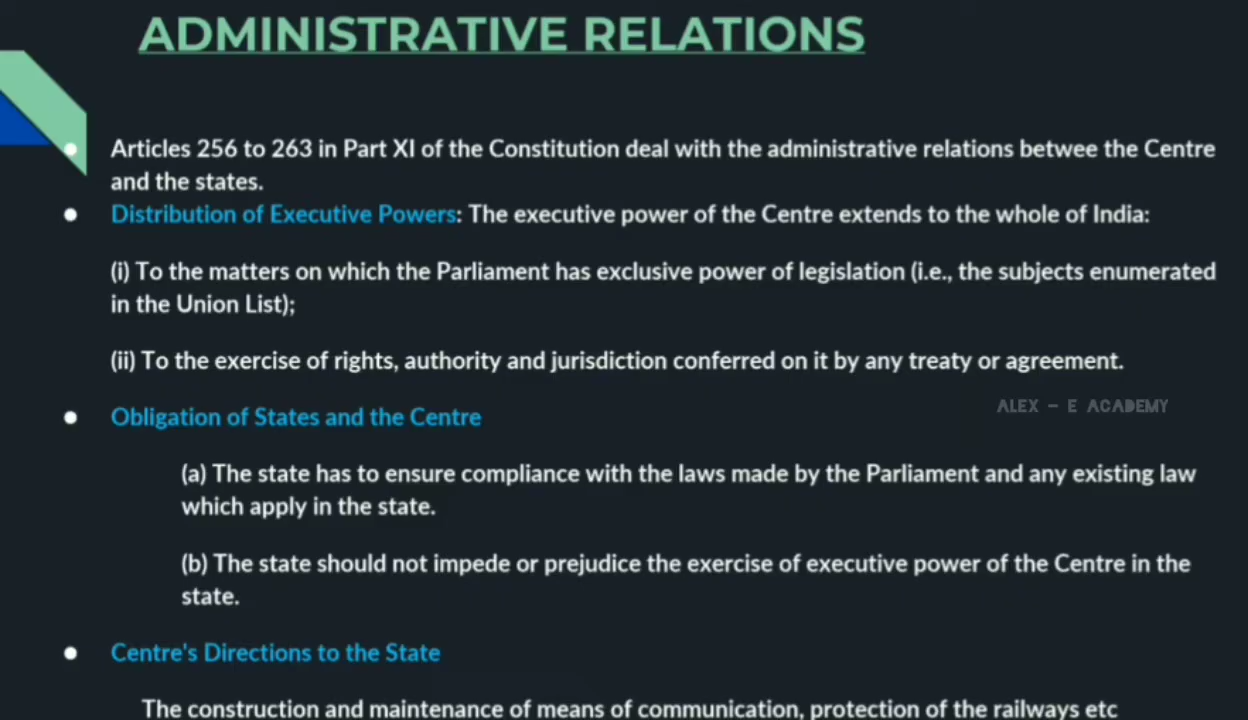 ADMINISTRATIVE RELATIONS
Articles 256 to 263 in Part XI of the Constitution deal with the administrative relations betwee the Centre
and the states.
Distribution of Executive Powers: The executive power of the Centre extends to the whole of India:
(i) To the matters on which the Parliament has exclusive power of legislation (i.e., the subjects enumerated
in the Union List);
(ii) To the exercise of rights, authority and jurisdiction conferred on it by any treaty or agreement.
Obligation of States and the Centre
ALEX – E ACADEMY
(a) The state has to ensure compliance with the laws made by the Parliament and any existing law
which apply in the state.
(b) The state should not impede or prejudice the exercise of executive power of the Centre in the
state.
Centre's Directions to the State
The construction and maintenance of means of communication, protection of the railways etc